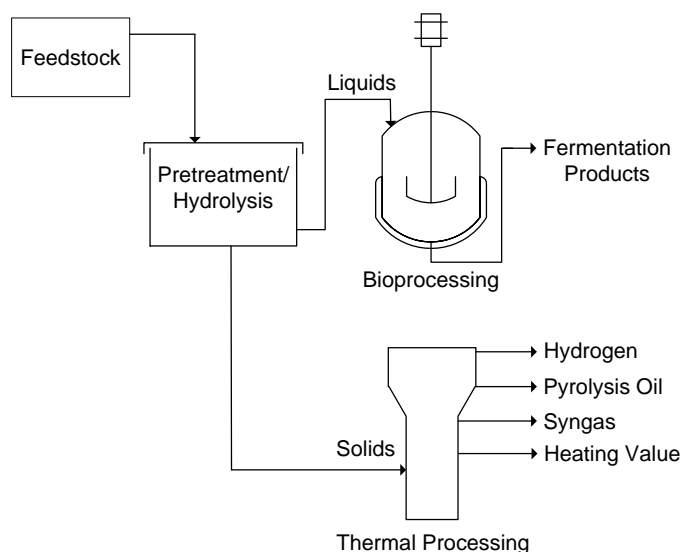 Feedstock
Liquids
Pretreatment/
Hydrolysis
Fermentation
Products
Bioprocessing
Hydrogen
Pyrolysis Oil
Syngas
Solids
Heating Value
Thermal Processing